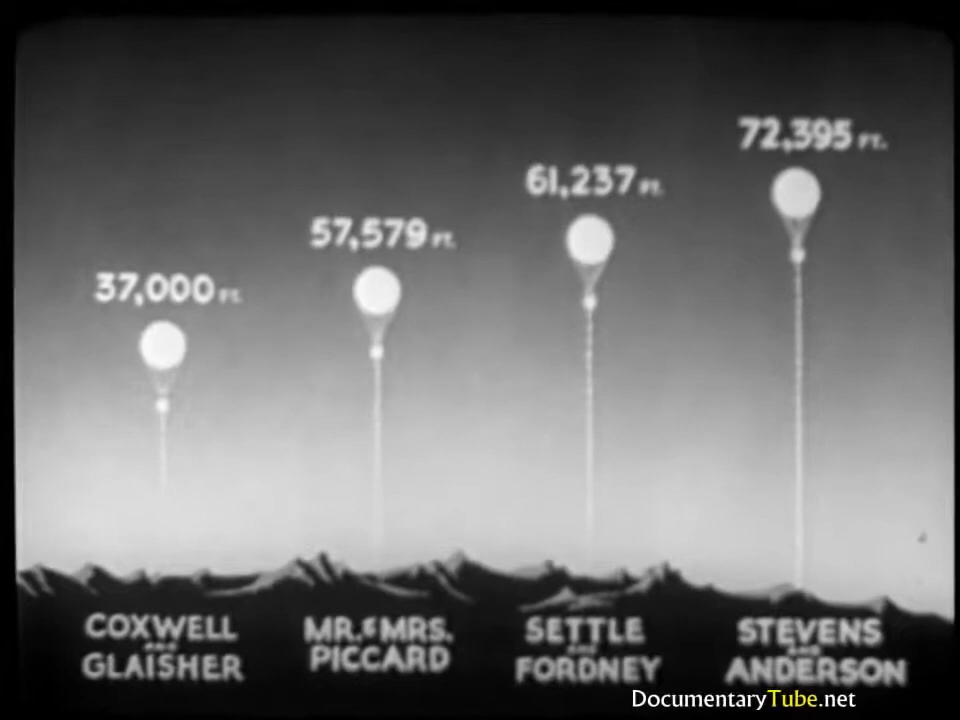 72,395 FT.
61,237 FT.
57,579 FT.
37,000 FT.
COXWELL
AND
GLAISHER
MR. & MRS.
PICCARD
SETTLE
AND
FORDNEY
STEVENS
AND
ANDERSON
DocumentaryTube.net